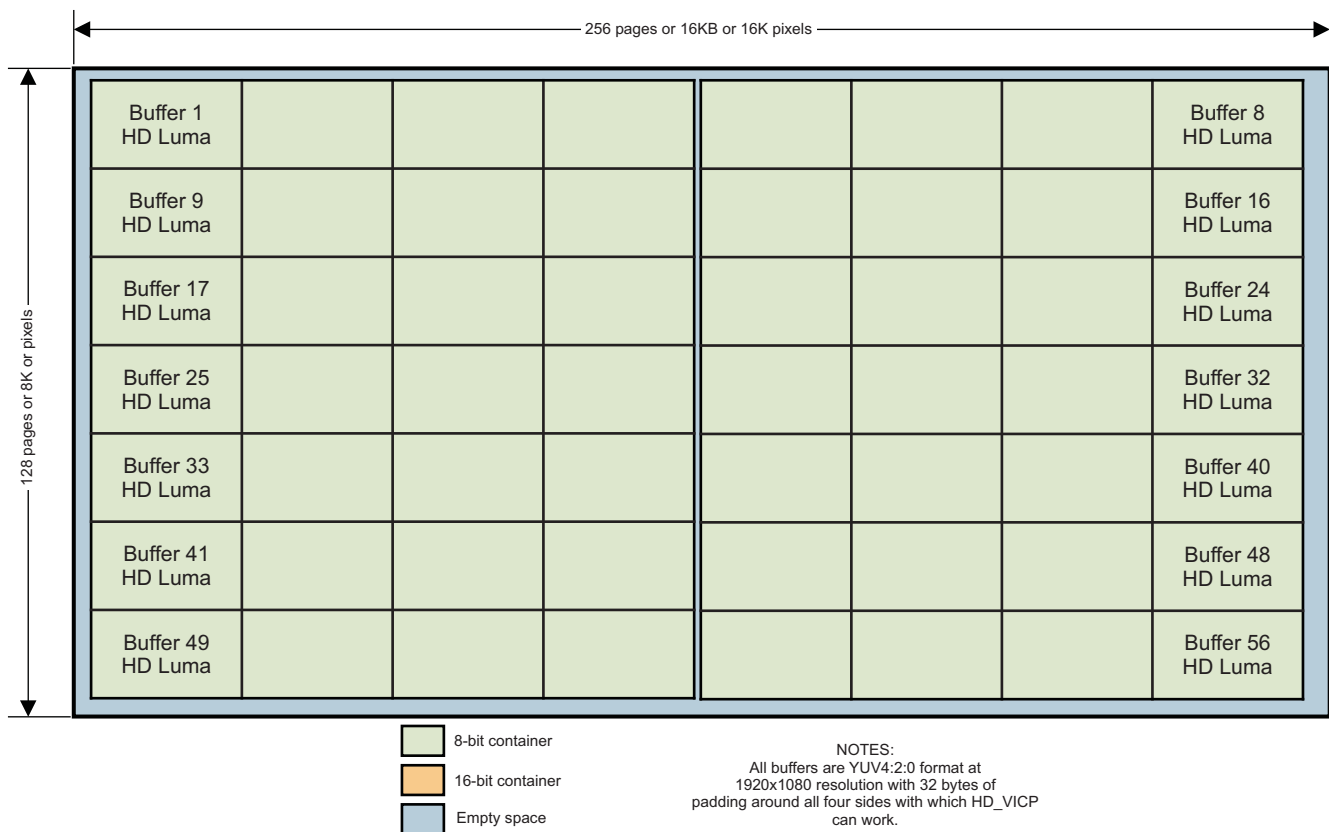 256 pages or 16KB or 16K pixels
128 pages or 8K or pixels
Buffer 1
HD Luma
Buffer 8
HD Luma
Buffer 9
HD Luma
Buffer 16
HD Luma
Buffer 17
HD Luma
Buffer 24
HD Luma
Buffer 25
HD Luma
Buffer 32
HD Luma
Buffer 33
HD Luma
Buffer 40
HD Luma
Buffer 41
HD Luma
Buffer 48
HD Luma
Buffer 49
HD Luma
Buffer 56
HD Luma
8-bit container
16-bit container
Empty space
NOTES:
All buffers are YUV4:2:0 format at
1920x1080 resolution with 32 bytes of
padding around all four sides with which HD_VICP
can work.